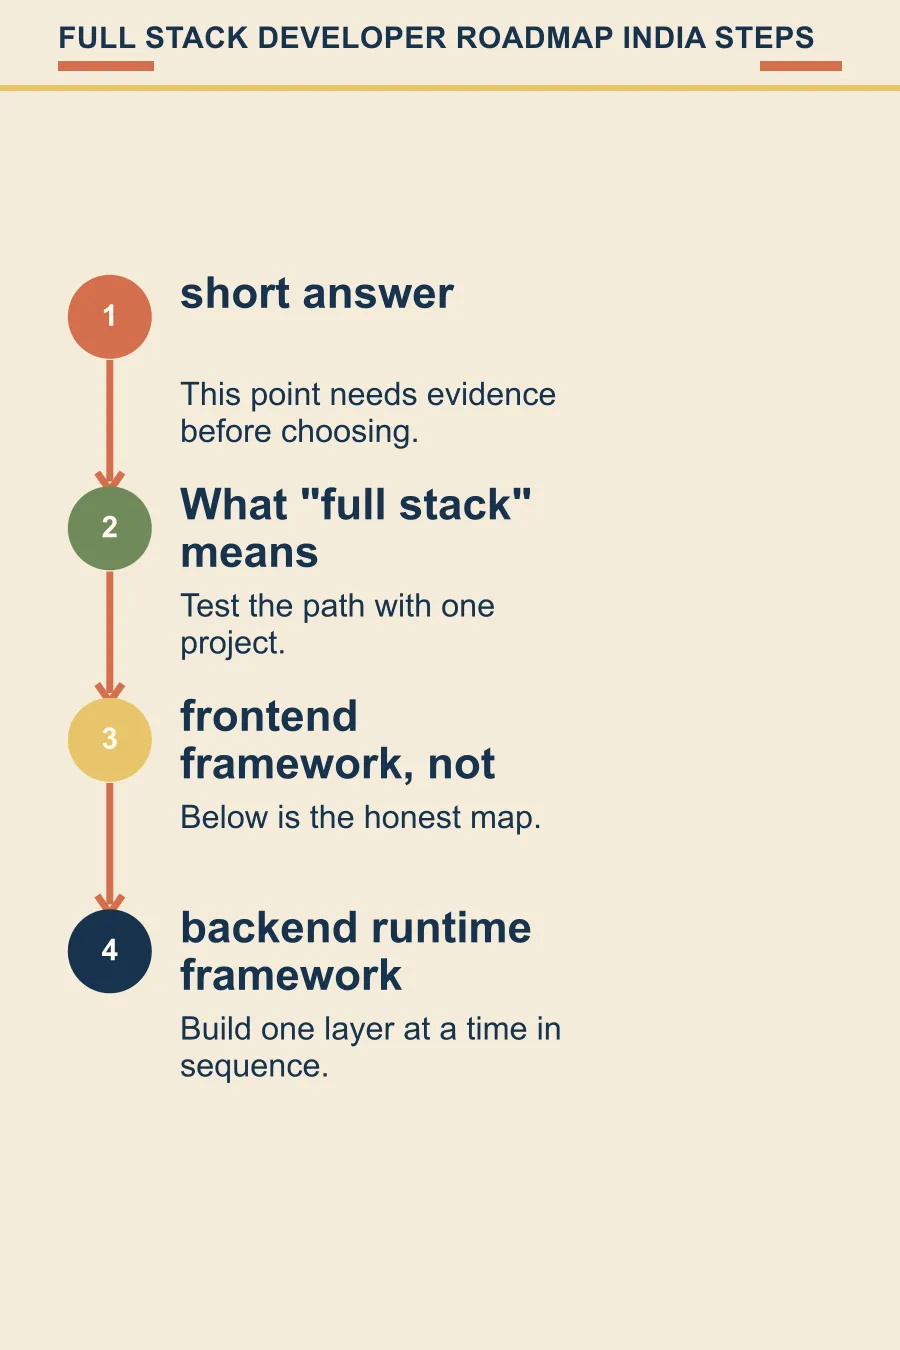 FULL STACK DEVELOPER ROADMAP INDIA STEPS
1
short answer
This point needs evidence
before choosing.
2
What "full stack"
means
Test the path with one
project.
3
frontend
framework, not
Below is the honest map.
4
backend runtime
framework
Build one layer at a time in
sequence.